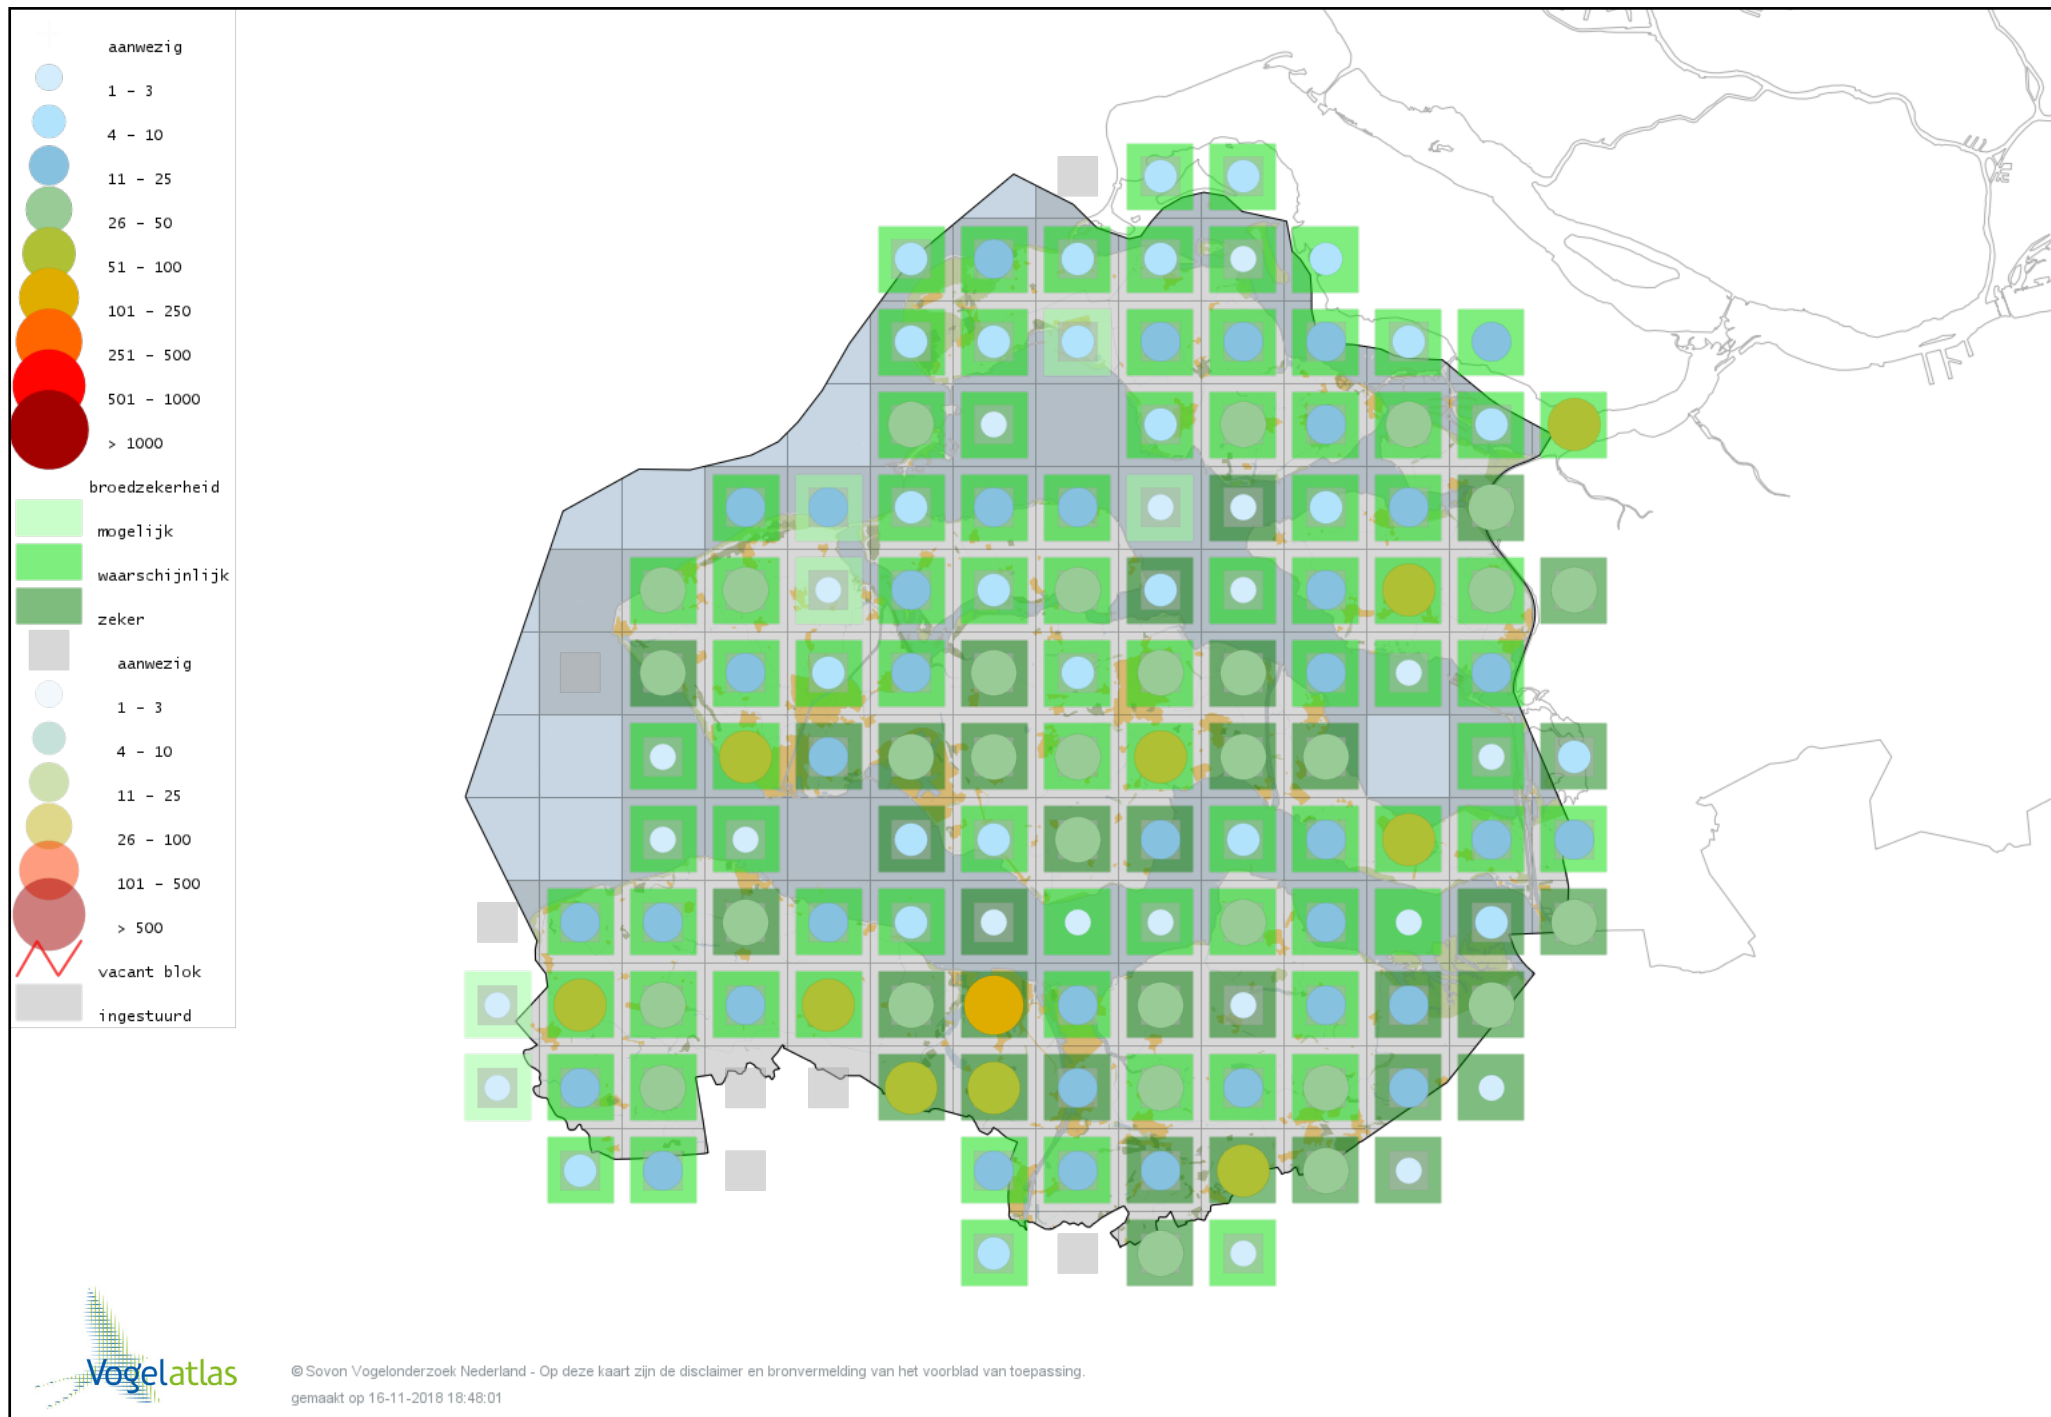 aanwezig
1 - 3
4 - 10
11 - 25
26 - 50
51 - 100
101 - 250
251 - 500
501 - 1000
> 1000
broedzekerheid
mogelijk
waarschijnlijk
zeker
aanwezig
1 - 3
4 - 10
11 - 25
26 - 100
101 - 500
> 500
vacant blok
ingestuurd
Vogelatlas
© Sovon Vogelonderzoek Nederland - Op deze kaart zijn de disclaimer en bronvermelding van het voorblad van toepassing.
gemaakt op 16-11-2018 18:48:01